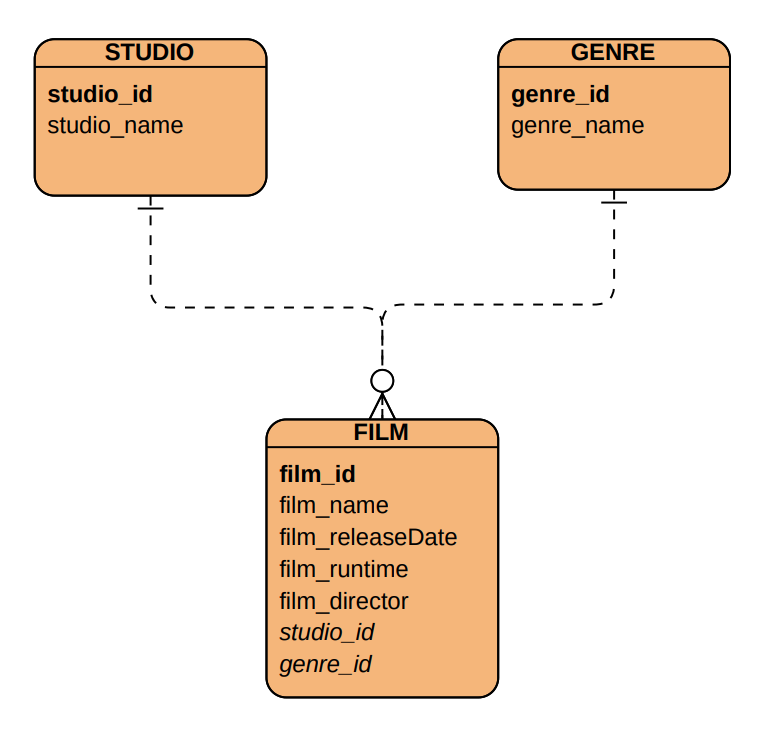 STUDIO
studio_id
studio_name
GENRE
genre_id
genre_name
FILM
film_id
film_name
film_releaseDate
film_runtime
film_director
studio_id
genre_id